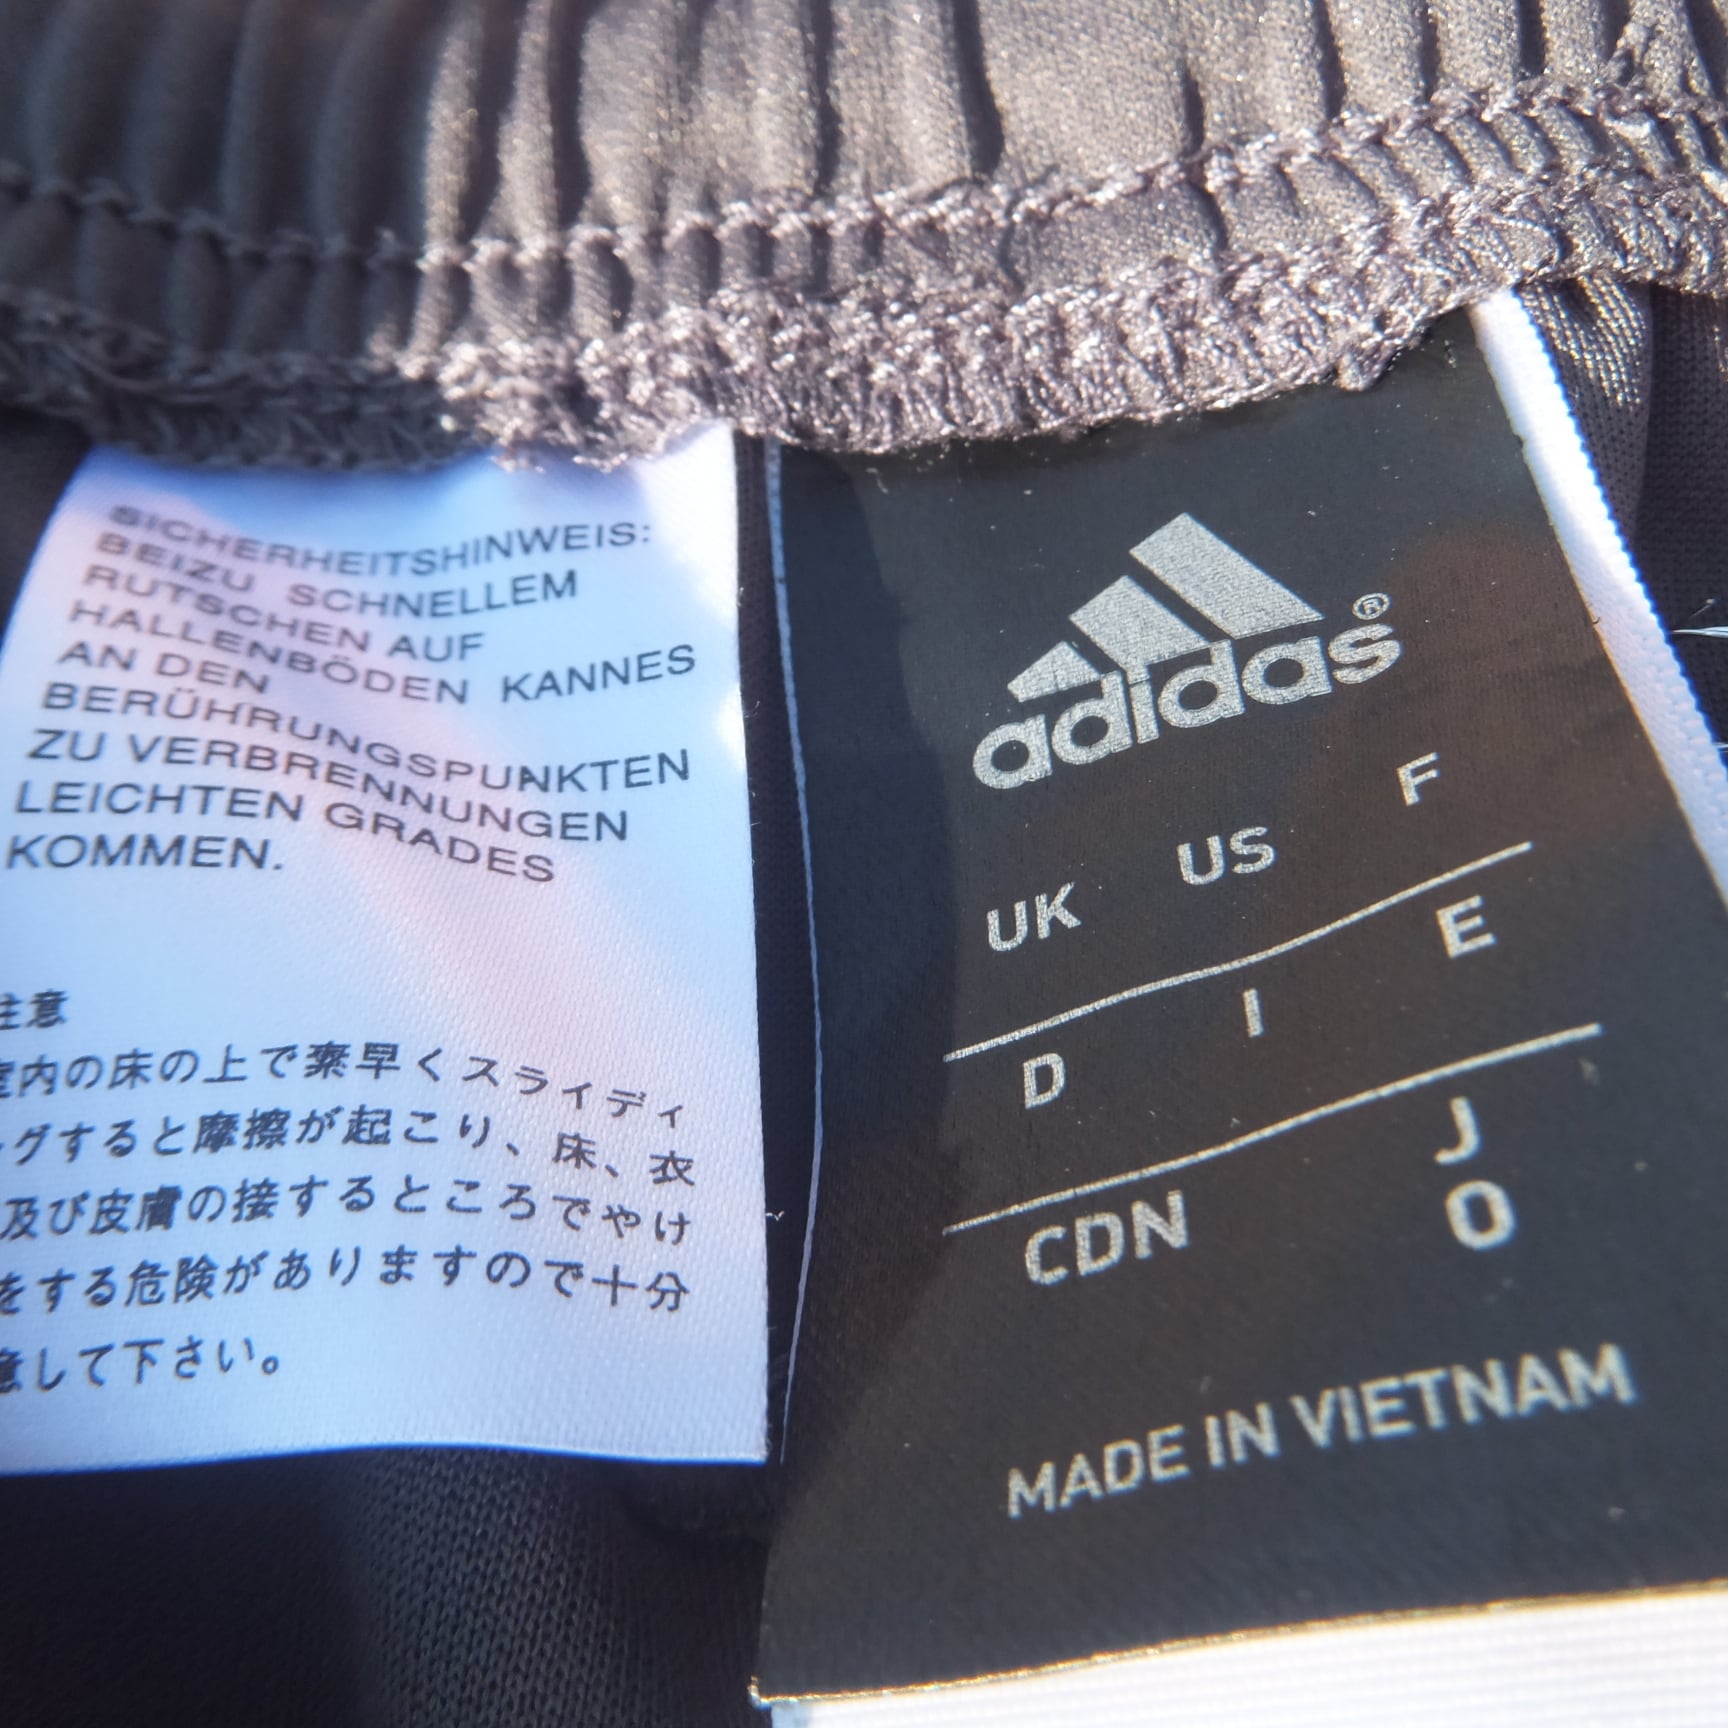 SICHERHEITSHINWEIS:
BEIZU SCHNELLEM
RUTSCHEN AUF
HALLENBÖDEN KANNES
AN DEN
BERÜHRUNGSPUNKTEN
ZU VERBRENNUNGEN
LEICHTEN GRADES
KOMMEN.
注意
室内の床の上で素早くスライディ
グすると摩擦が起こり、床、衣
及び皮膚の接するところでやけ
をする危険がありますので十分
意して下さい。
adidas®
UK US F
D I E
CDN J
O
MADE IN VIETNAM